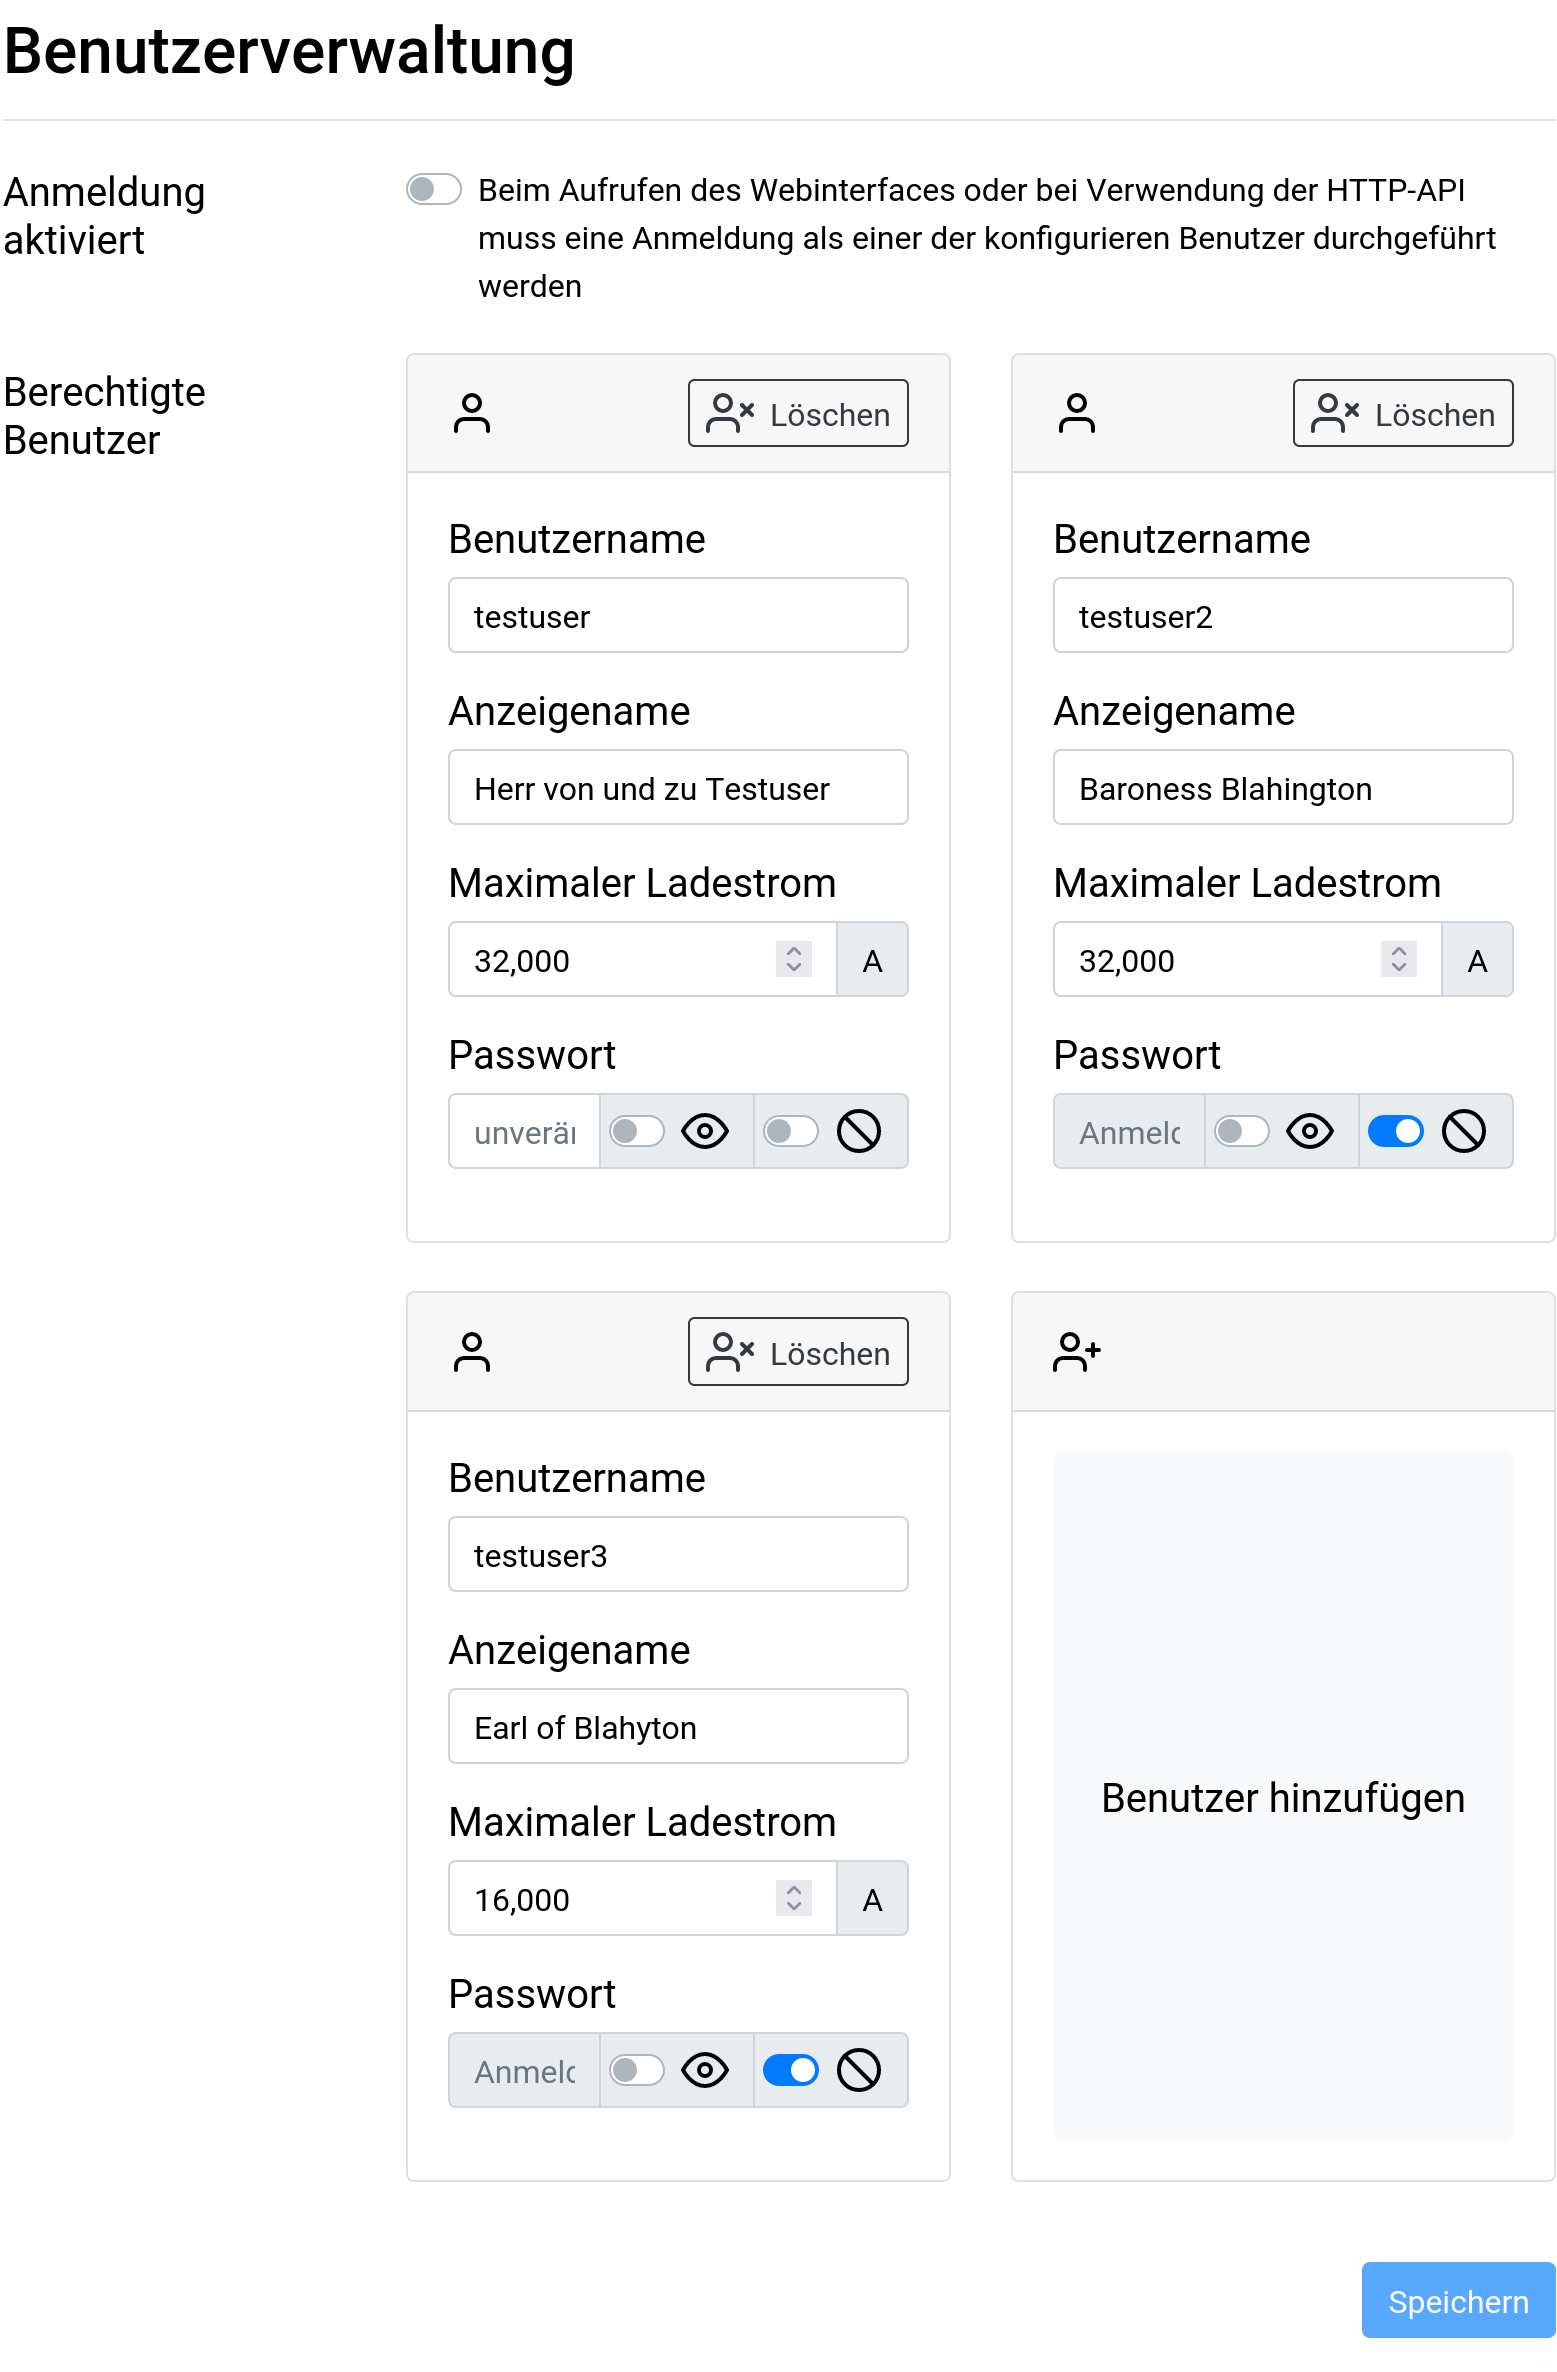 Benutzerverwaltung
Anmeldung
aktiviert
Beim Aufrufen des Webinterfaces oder bei Verwendung der HTTP-API
muss eine Anmeldung als einer der konfigurieren Benutzer durchgeführt
werden
Berechtigte
Benutzer
Löschen
Benutzername
testuser
Anzeigename
Herr von und zu Testuser
Maximaler Ladestrom
32,000 A
Passwort
Löschen
Benutzername
testuser2
Anzeigename
Baroness Blahington
Maximaler Ladestrom
32,000 A
Passwort
Löschen
Benutzername
testuser3
Anzeigename
Earl of Blahyton
Maximaler Ladestrom
16,000 A
Passwort
Benutzer hinzufügen
Speichern